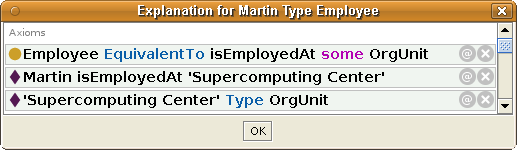 Explanation for Martin Type Employee
Axioms
Employee EquivalentTo isEmployedAt some OrgUnit
Martin isEmployedAt 'Supercomputing Center'
'Supercomputing Center' Type OrgUnit
OK